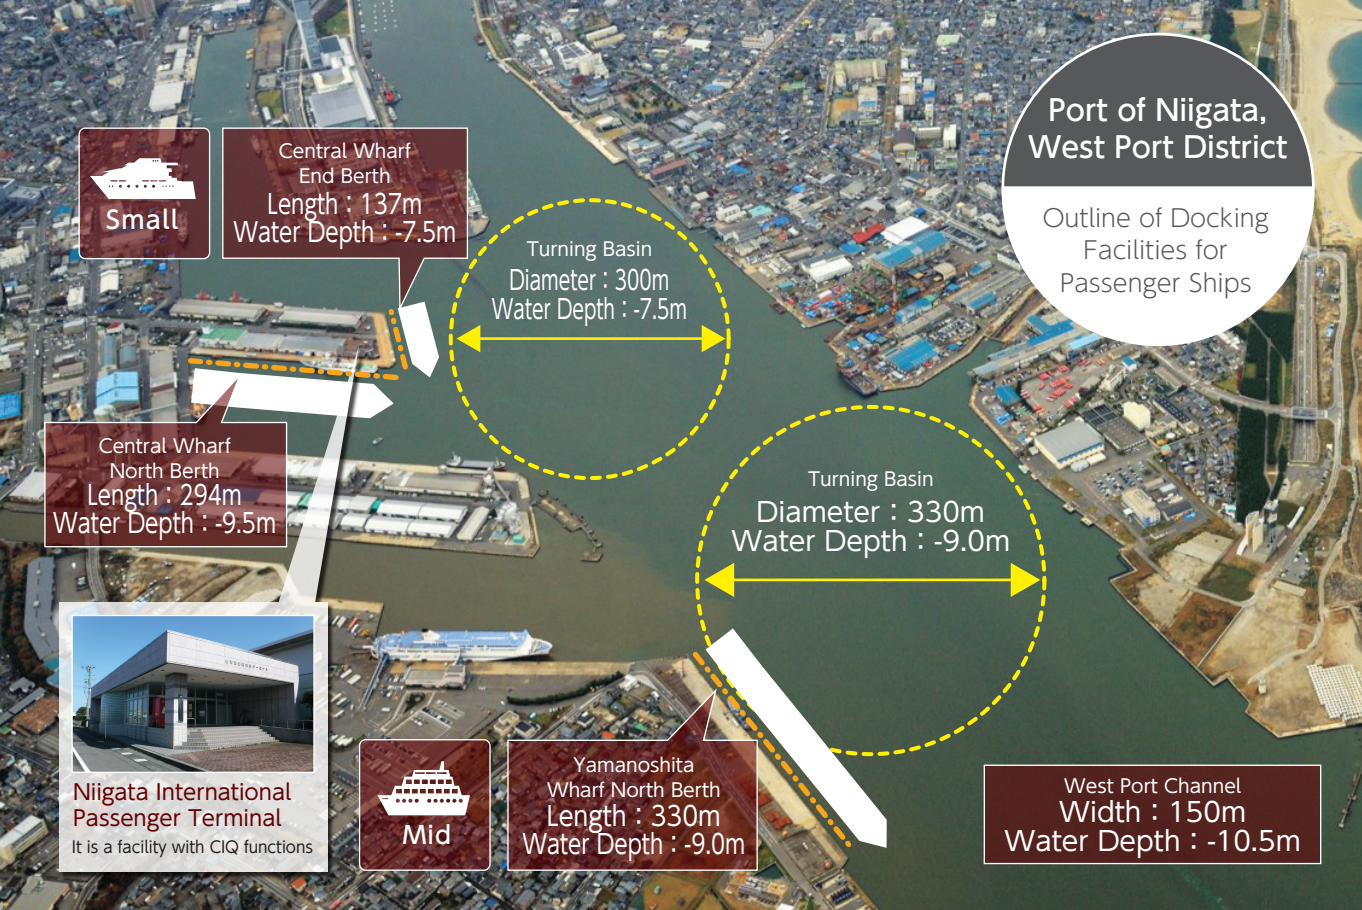 Port of Niigata,
West Port District
Outline of Docking
Facilities for
Passenger Ships
Small
Central Wharf
End Berth
Length：137m
Water Depth：-7.5m
Turning Basin
Diameter：300m
Water Depth：-7.5m
Central Wharf
North Berth
Length：294m
Water Depth：-9.5m
Turning Basin
Diameter：330m
Water Depth：-9.0m
Niigata International
Passenger Terminal
It is a facility with CIQ functions
Mid
Yamanoshita
Wharf North Berth
Length：330m
Water Depth：-9.0m
West Port Channel
Width：150m
Water Depth：-10.5m